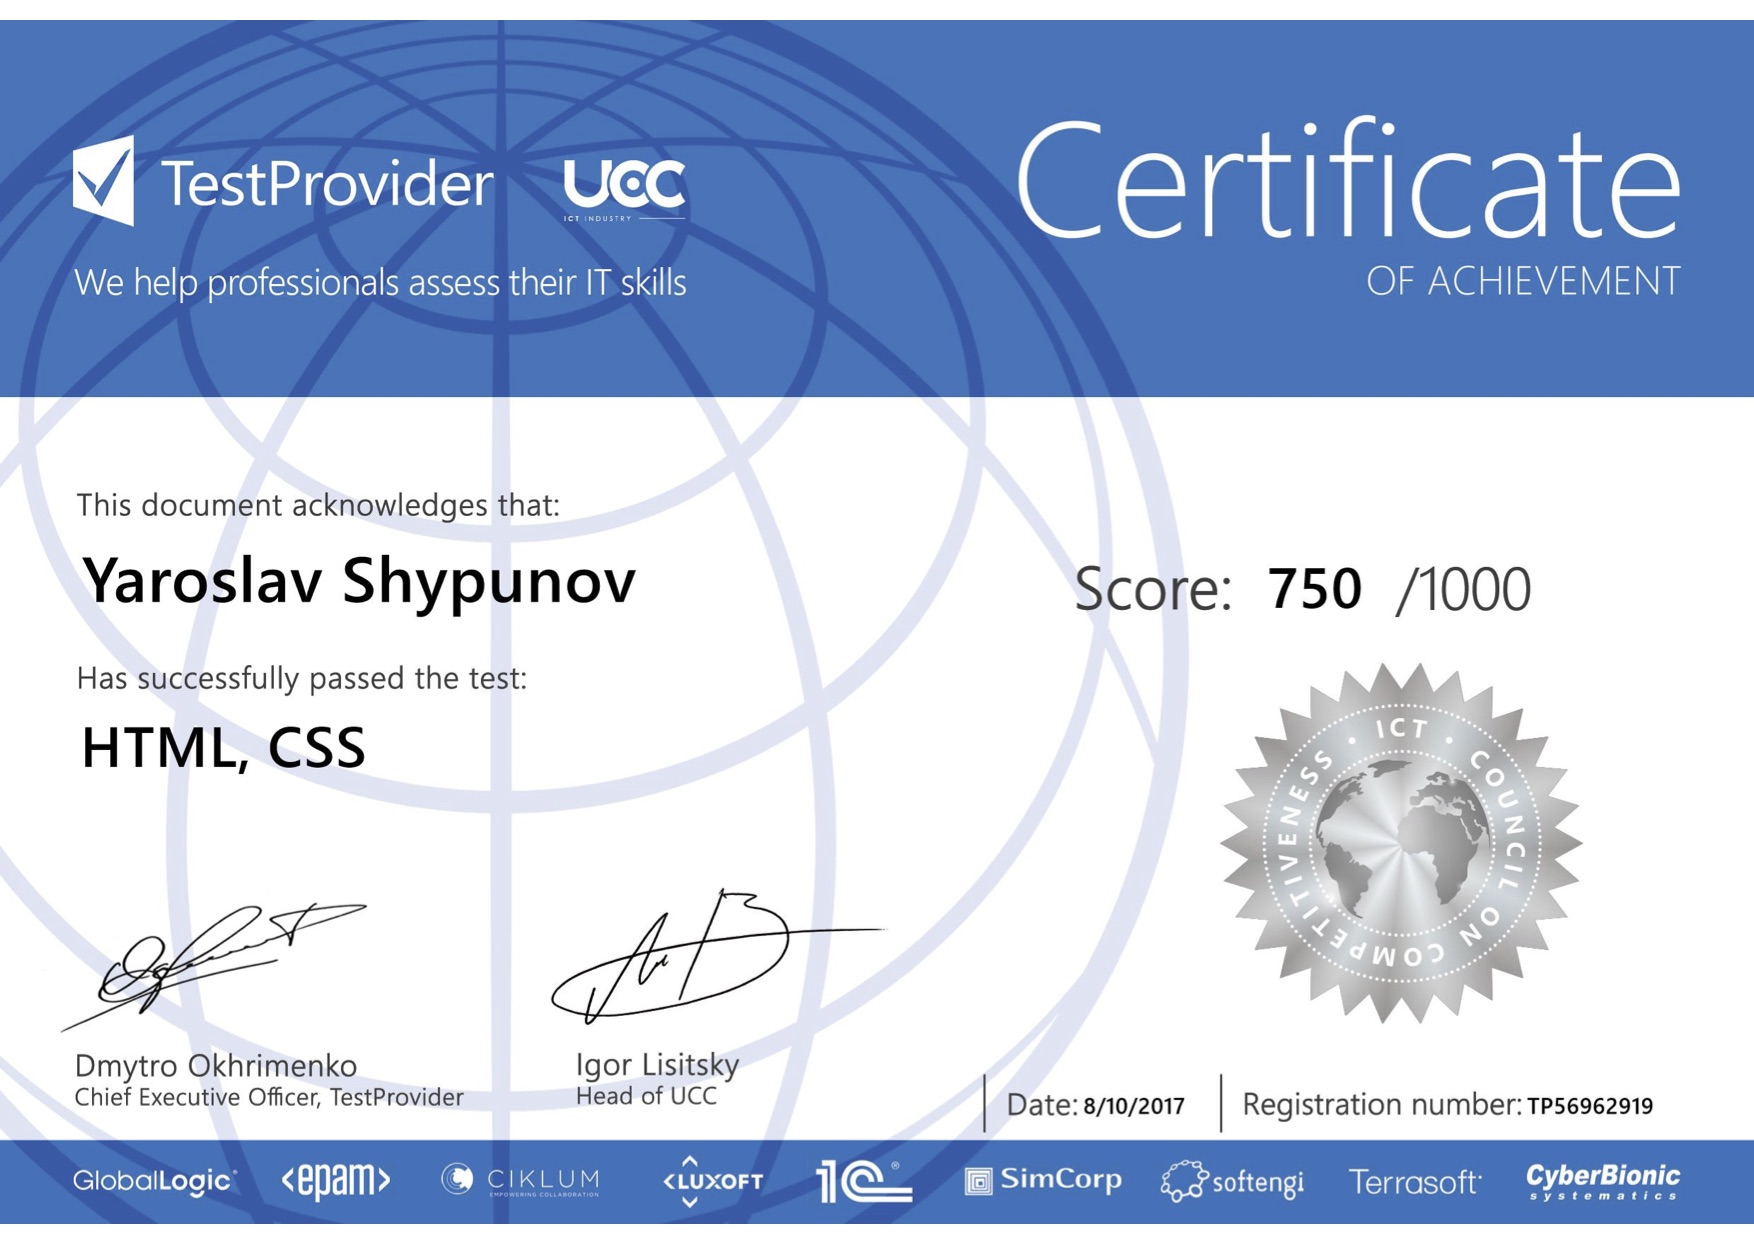 TestProvider
UCC
ICT INDUSTRY
We help professionals assess their IT skills
Certificate
OF ACHIEVEMENT
This document acknowledges that:
Yaroslav Shypunov
Score: 750 /1000
Has successfully passed the test:
HTML, CSS
ICT • COUNCIL ON COMPETITIVENESS •
Dmytro Okhrimenko
Chief Executive Officer, TestProvider
Igor Lisitsky
Head of UCC
Date: 8/10/2017
Registration number: TP56962919
GlobalLogic®
<epam>
CIKLUM
EMPOWERING COLLABORATION
<LUXOFT
1C®
SimCorp
softengi
Terrasoft
CyberBionic
systematics